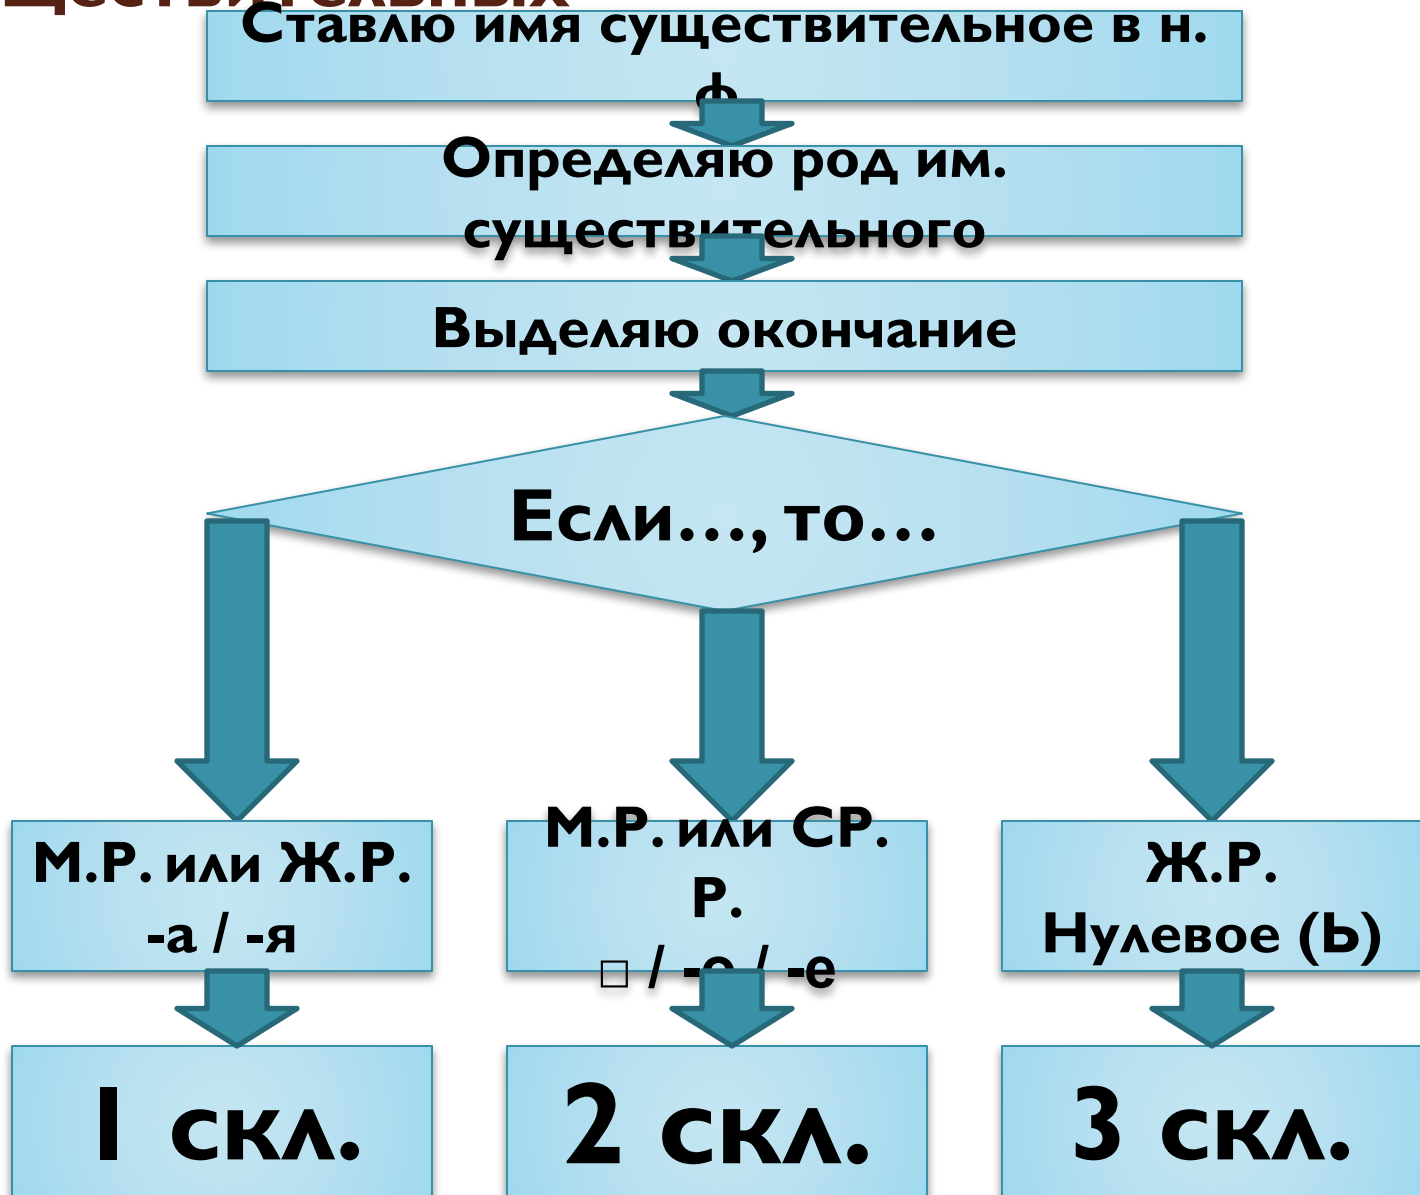 Ставлю имя существительное в н.
ф.
Определяю род им.
существительного
Выделяю окончание
Если…, то…
М.Р. или Ж.Р.
-а / -я
М.Р. или СР.
Р.
□ / -о / -е
Ж.Р.
Нулевое (Ь)
1 скл.
2 скл.
3 скл.